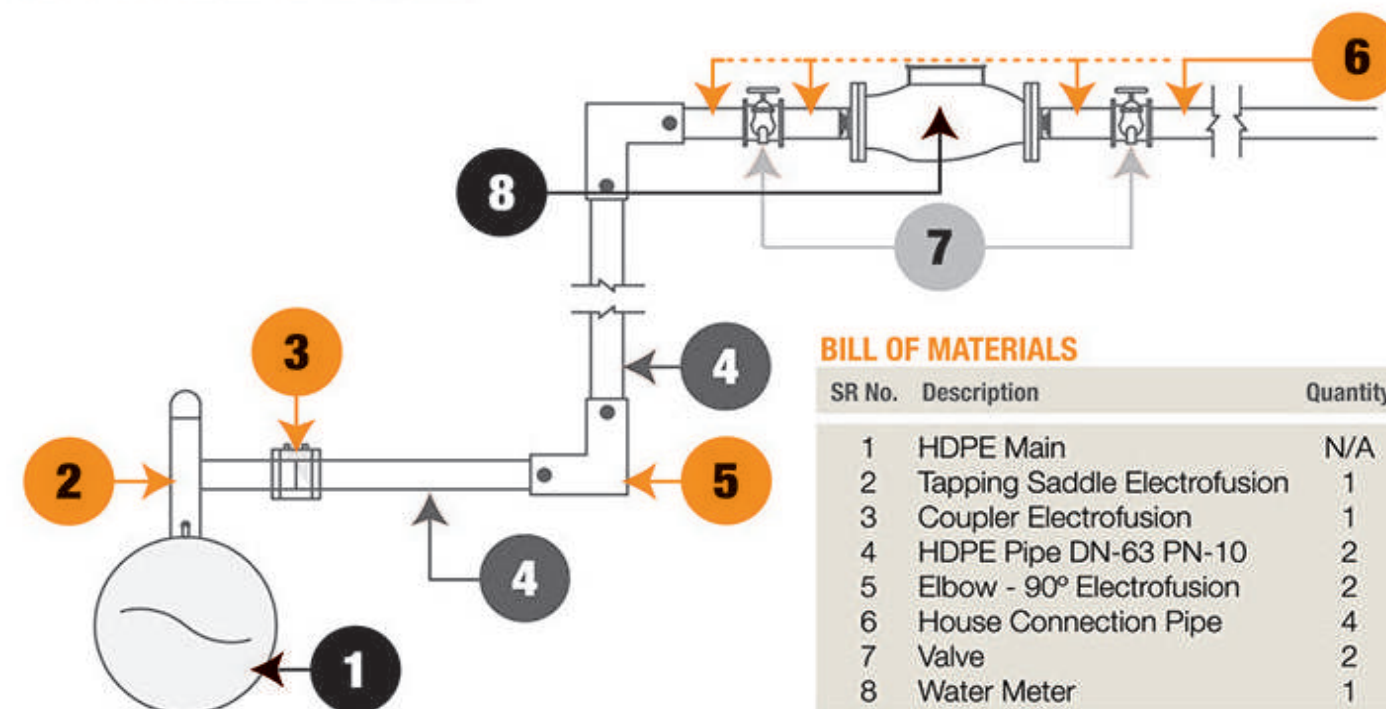 6
8
7
3
4
2
5
4
1
BILL OF MATERIALS
SR No. Description Quantity
1 HDPE Main N/A
2 Tapping Saddle Electrofusion 1
3 Coupler Electrofusion 1
4 HDPE Pipe DN-63 PN-10 2
5 Elbow - 90º Electrofusion 2
6 House Connection Pipe 4
7 Valve 2
8 Water Meter 1